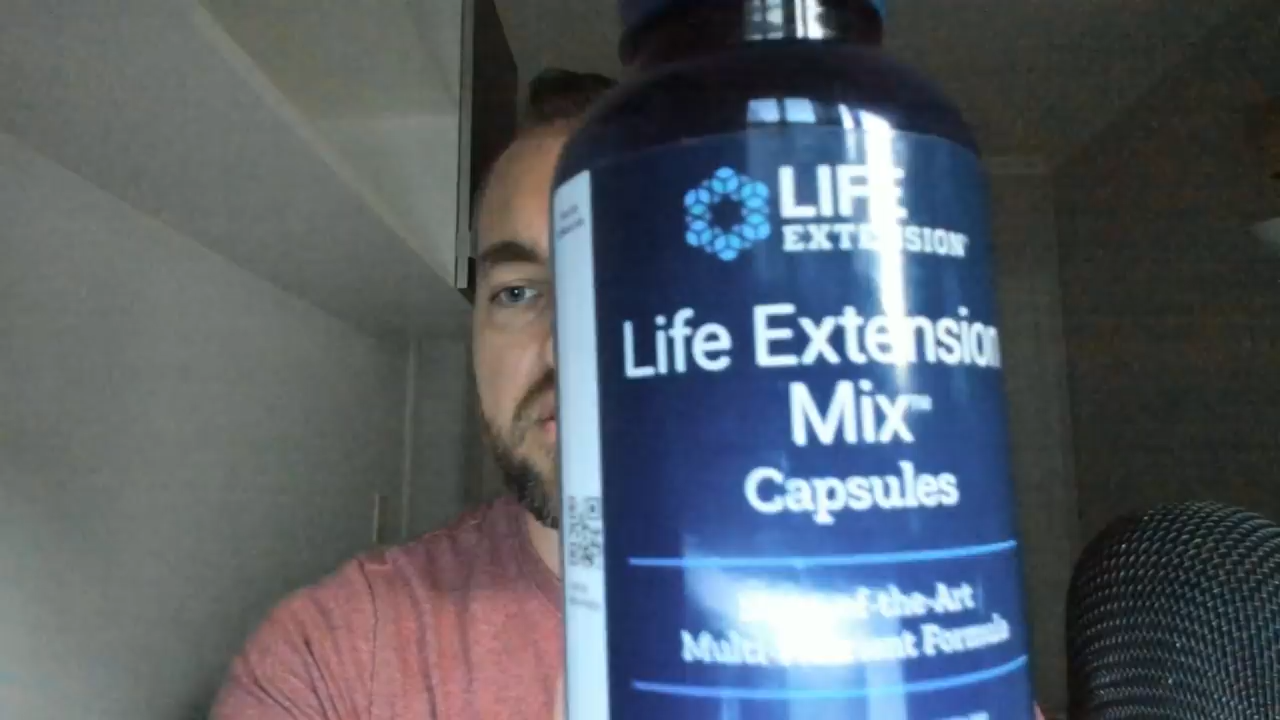 LIFE
EXTENSION
Life Extension
Mix™
Capsules
of-the-Art
Formula